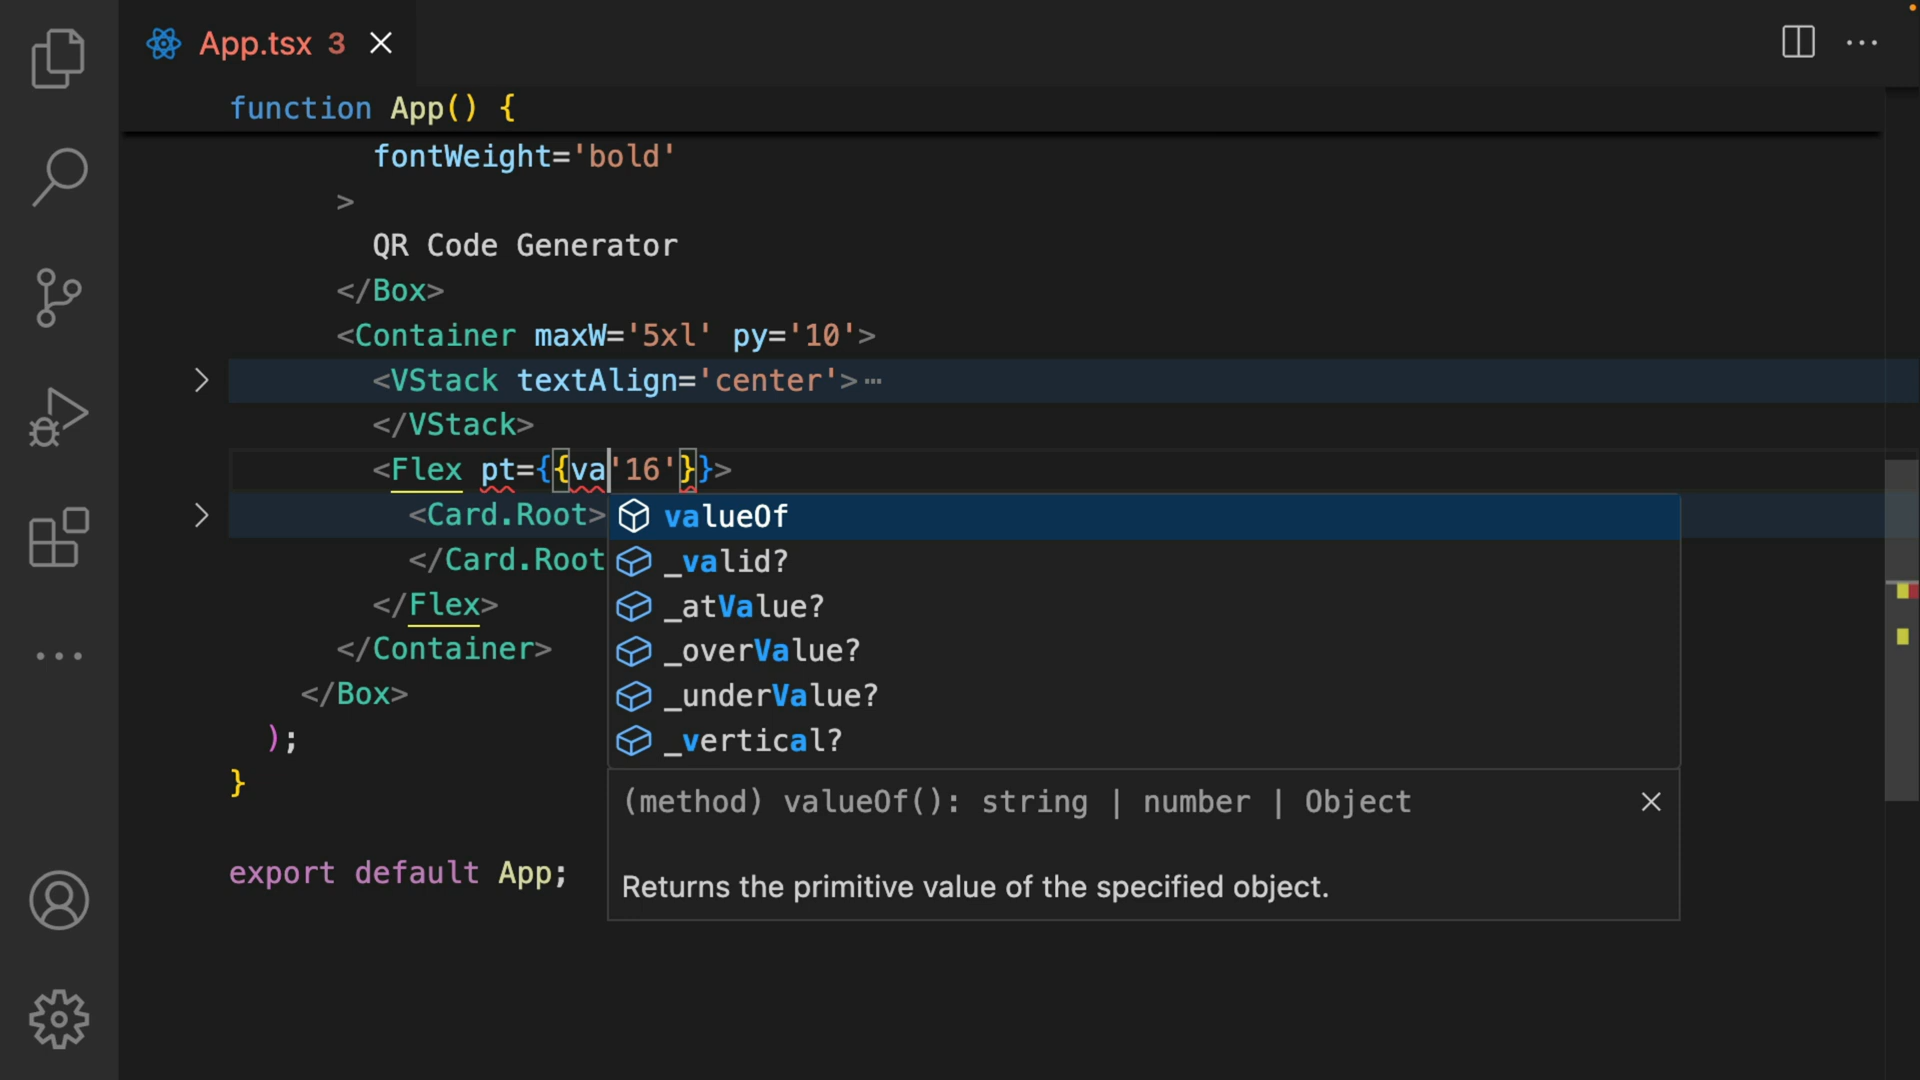 App.tsx 3
function App() {
fontWeight='bold'
>
QR Code Generator
</Box>
<Container maxW='5xl' py='10'>
<VStack textAlign='center'>⋯
</VStack>
<Flex pt={{va'16'}}>
<Card.Root>
</Card.Root
</Flex>
</Container>
</Box>
);
}
export default App;
valueOf
_valid?
_atValue?
_overValue?
_underValue?
_vertical?
(method) valueOf(): string | number | Object
Returns the primitive value of the specified object.